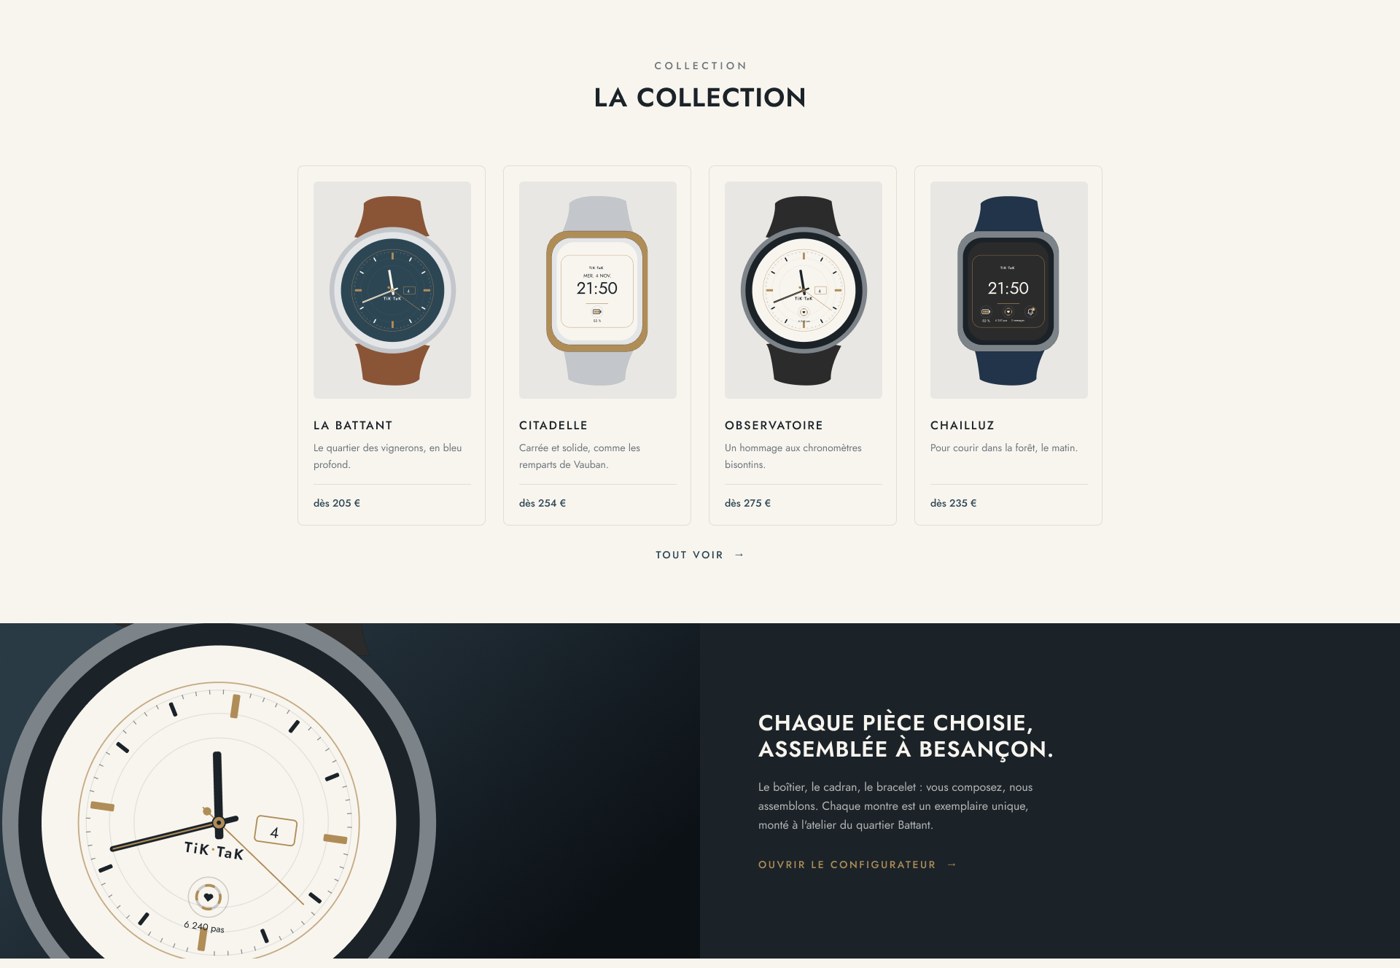 COLLECTION
LA COLLECTION
TiK TaK
4
LA BATTANT
Le quartier des vignerons, en bleu
profond.
dès 205 €
TiK TaK
MER. 4 NOV.
21:50
CITADELLE
Carrée et solide, comme les
remparts de Vauban.
dès 254 €
TiK TaK
4
OBSERVATOIRE
Un hommage aux chronomètres
bisontins.
dès 275 €
TiK TaK
21:50
CHAILLUZ
Pour courir dans la forêt, le matin.
dès 235 €
TOUT VOIR →
4
TiK·TaK
6 240 pas
CHAQUE PIÈCE CHOISIE,
ASSEMBLÉE À BESANÇON.
Le boîtier, le cadran, le bracelet : vous composez, nous
assemblons. Chaque montre est un exemplaire unique,
monté à l'atelier du quartier Battant.
OUVRIR LE CONFIGURATEUR →